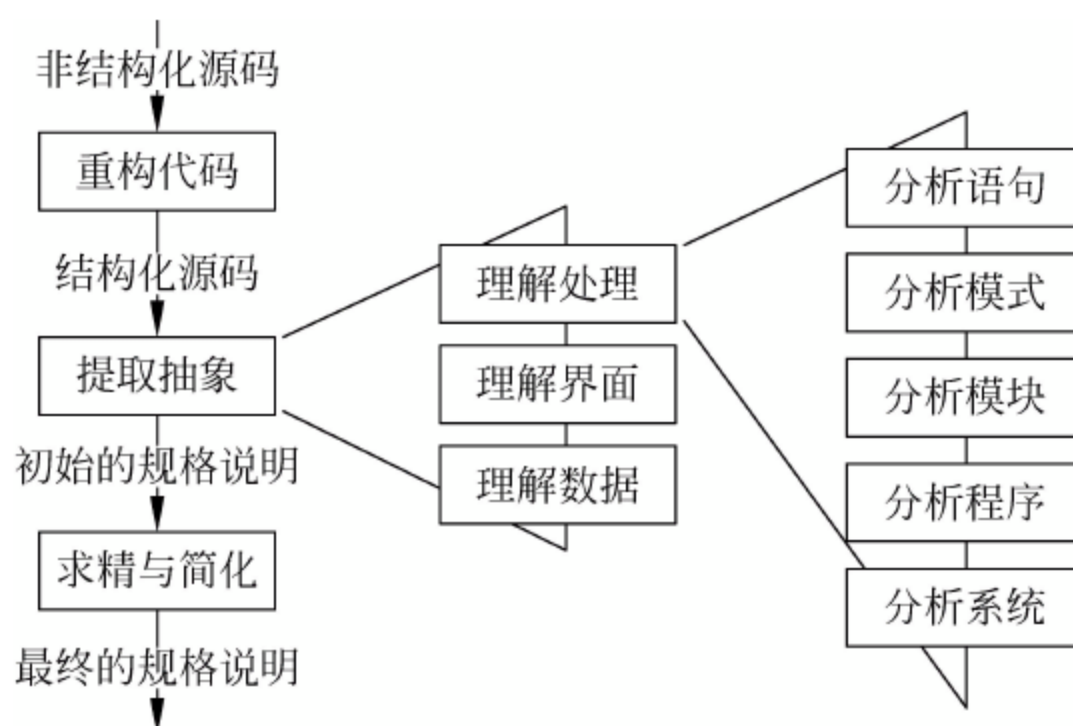 非结构化源码
重构代码
结构化源码
提取抽象
初始的规格说明
求精与简化
最终的规格说明
理解处理
理解界面
理解数据
分析语句
分析模式
分析模块
分析程序
分析系统